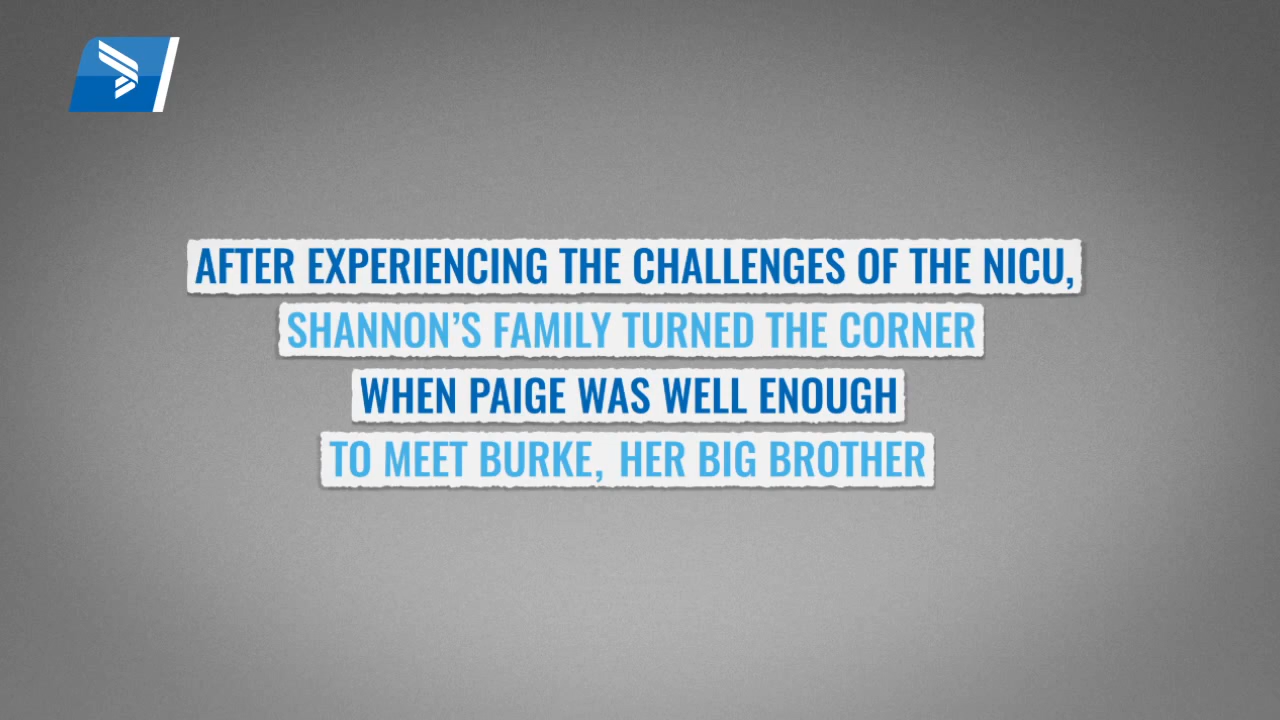 AFTER EXPERIENCING THE CHALLENGES OF THE NICU,
SHANNON’S FAMILY TURNED THE CORNER
WHEN PAIGE WAS WELL ENOUGH
TO MEET BURKE, HER BIG BROTHER